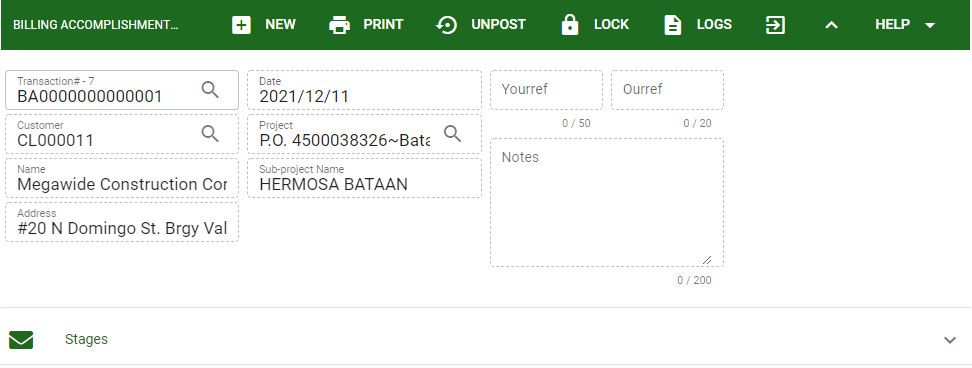 BILLING ACCOMPLISHMENT... NEW PRINT UNPOST LOCK LOGS HELP
Transaction# - 7
BA0000000000001
Date
2021/12/11
Yourref
0 / 50
Ourref
0 / 20
Customer
CL000011
Project
P.O. 4500038326~Bata
Notes
0 / 200
Name
Megawide Construction Cor
Sub-project Name
HERMOSA BATAAN
Address
#20 N Domingo St. Brgy Val
Stages